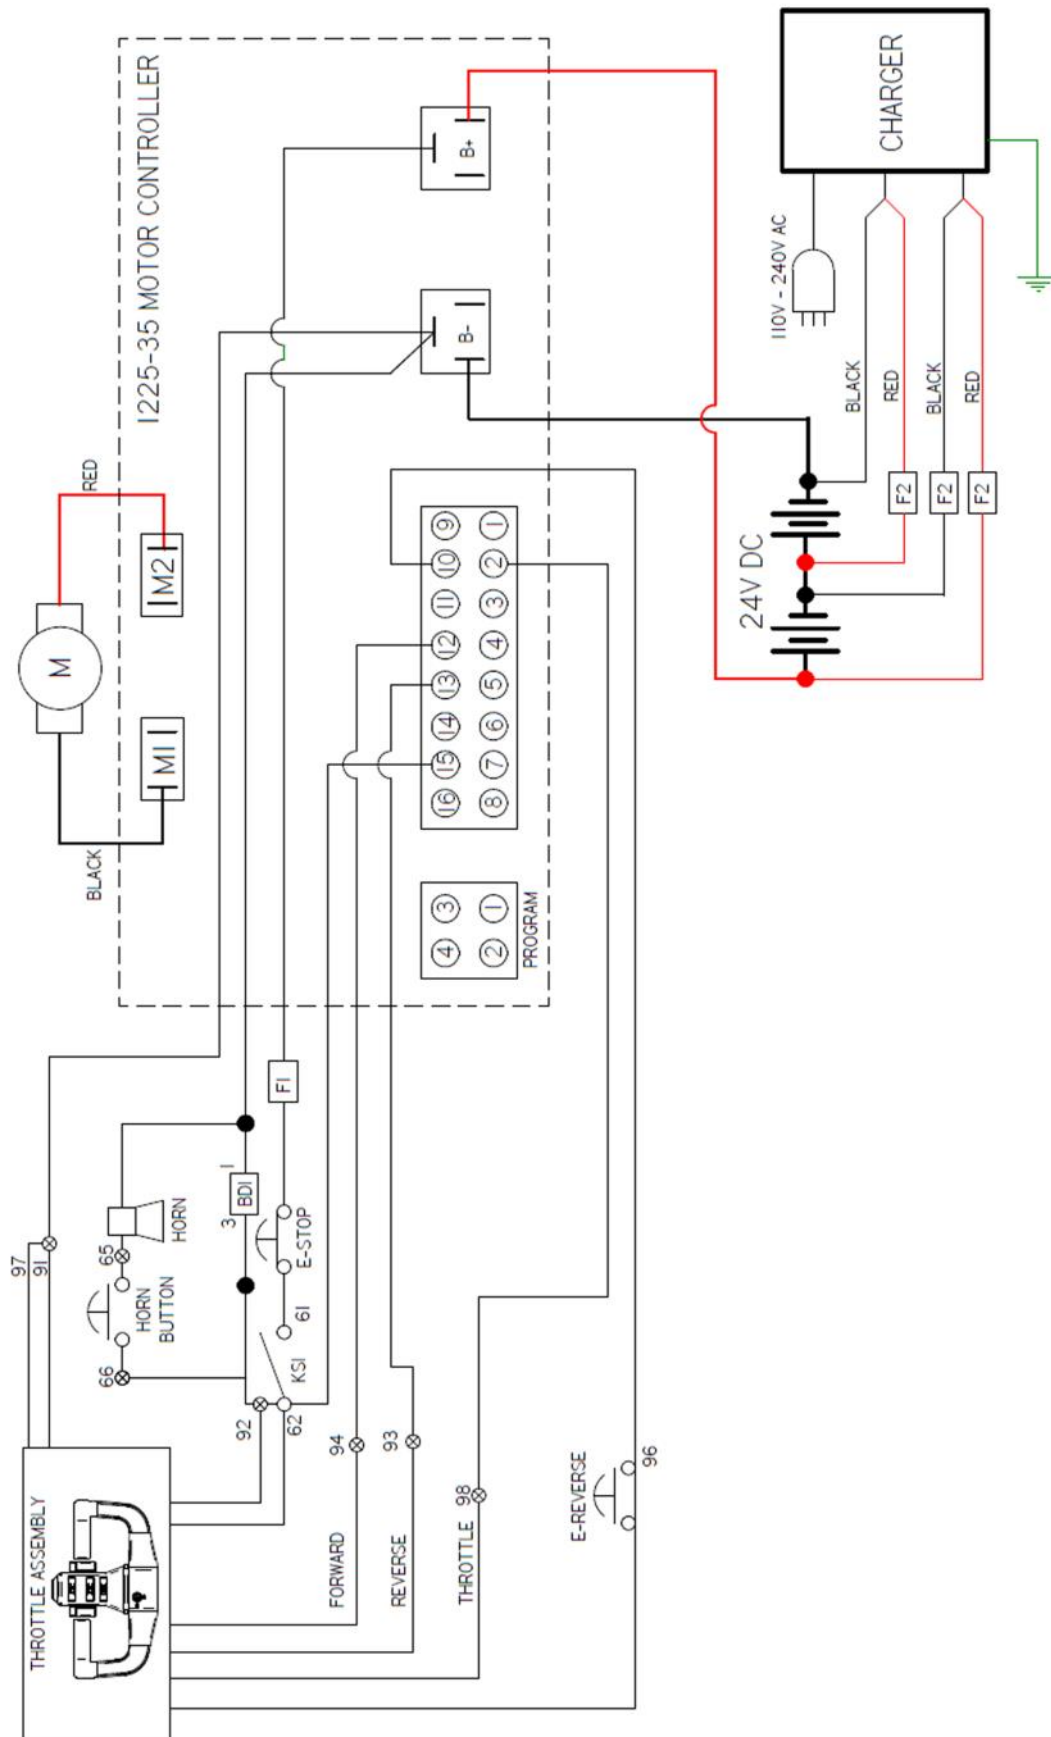 THROTTLE ASSEMBLY
97
91
66
HORN
BUTTON
65
HORN
92
62
KSI
61
E-STOP
3
BDI
1
F1
FORWARD
94
REVERSE
93
THROTTLE
98
E-REVERSE
96
BLACK
M
RED
M1
M2
1225-35 MOTOR CONTROLLER
4
3
2
1
PROGRAM
16
15
14
13
12
11
10
9
8
7
6
5
4
3
2
1
B-
B+
24V DC
110V - 240V AC
BLACK
RED
BLACK
RED
F2
F2
F2
CHARGER